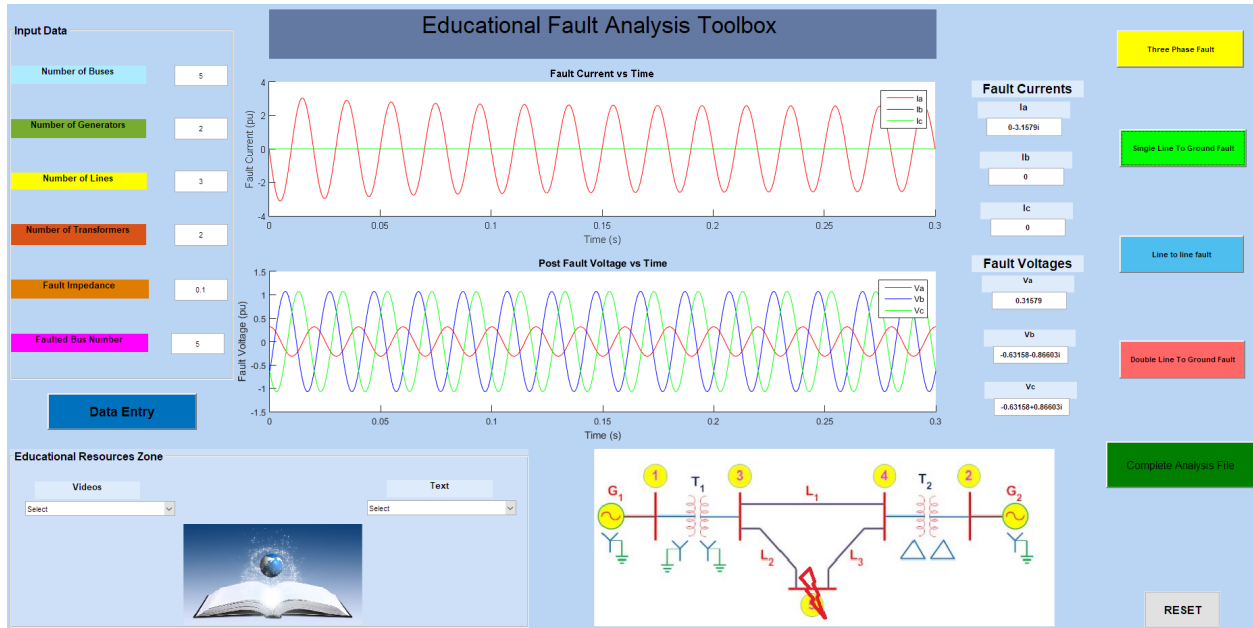 Educational Fault Analysis Toolbox
Input Data
Number of Buses
5
Number of Generators
2
Number of Lines
3
Number of Transformers
2
Fault Impedance
0.1
Faulted Bus Number
5
Data Entry
Fault Current vs Time
Fault Current (pu)
4
2
0
-2
-4
0
0.05
0.1
0.15
0.2
0.25
0.3
Time (s)
Ia
Ib
Ic
Post Fault Voltage vs Time
Fault Voltage (pu)
1.5
1
0.5
0
-0.5
-1
-1.5
0
0.05
0.1
0.15
0.2
0.25
0.3
Time (s)
Va
Vb
Vc
Fault Currents
Ia
0-3.1579i
Ib
0
Ic
0
Fault Voltages
Va
0.31579
Vb
-0.63158-0.86603i
Vc
-0.63158+0.86603i
Three Phase Fault
Single Line To Ground Fault
Line to line fault
Double Line To Ground Fault
Complete Analysis File
RESET
Educational Resources Zone
Videos
Select
Text
Select
G1
1
T1
3
L1
4
T2
2
G2
L2
L3
5